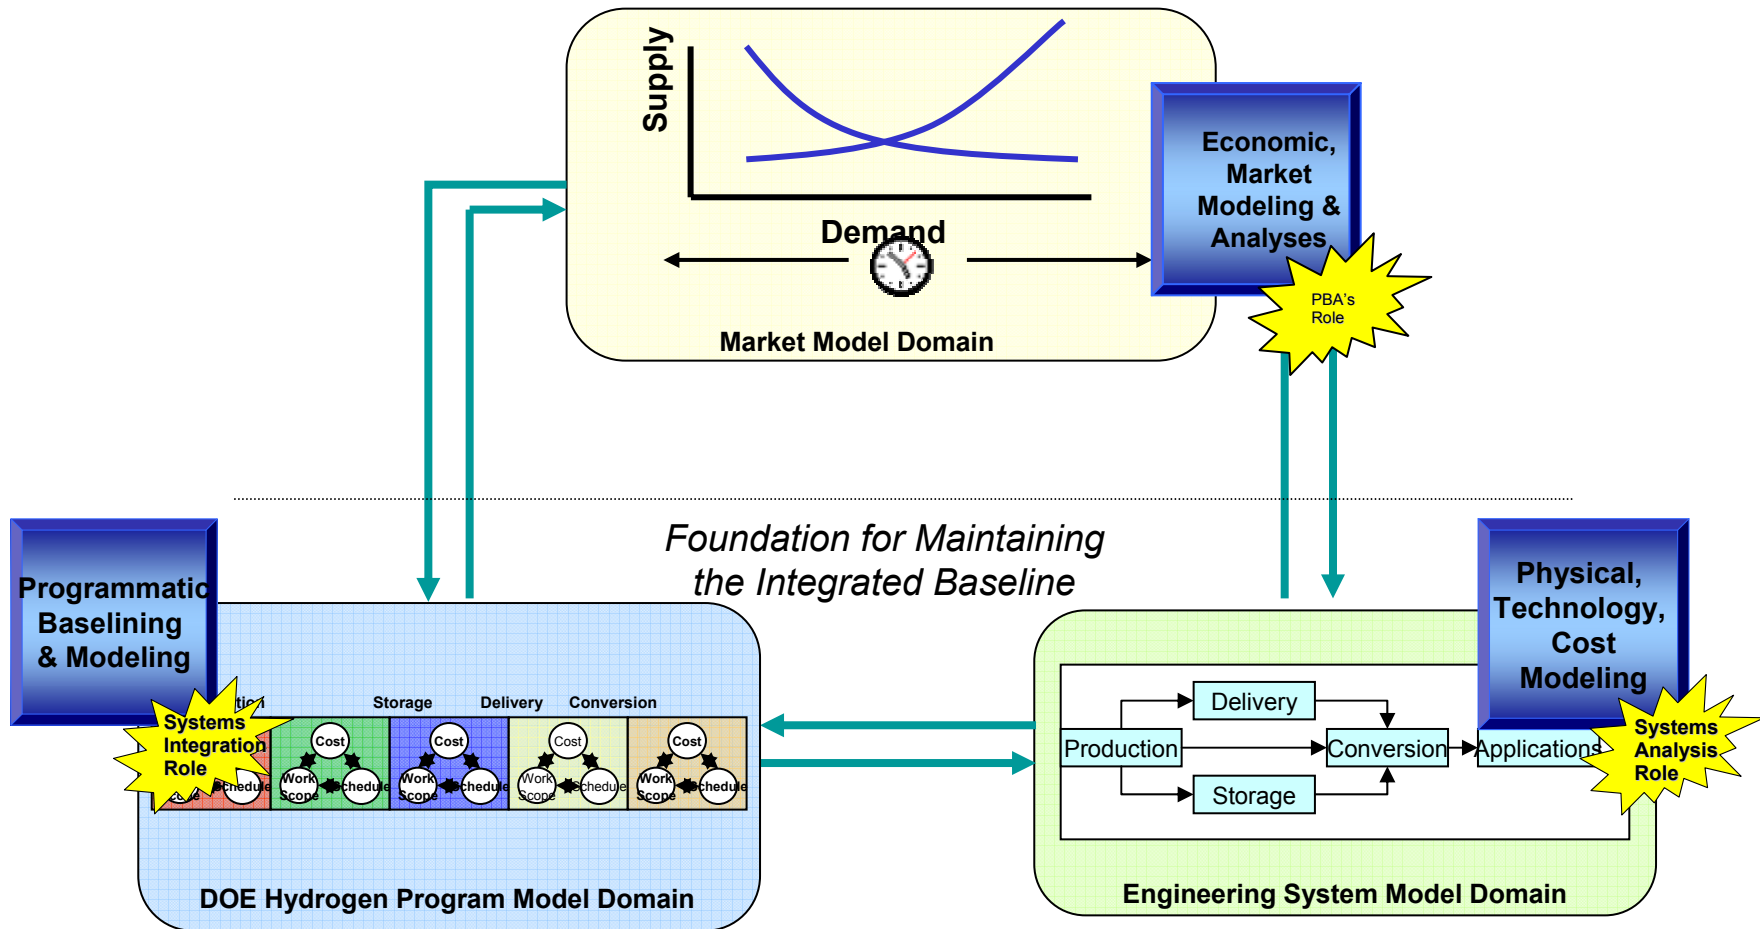 Supply
Demand
Economic,
Market
Modeling &
Analyses
PBA's
Role
Market Model Domain
Foundation for Maintaining
the Integrated Baseline
Programmatic
Baselining
& Modeling
Systems
Integration
Role
Storage
Delivery
Conversion
Schedule
Cost
Work
Scope
Schedule
Cost
Work
Scope
Schedule
Cost
Work
Scope
Schedule
Cost
Work
Scope
Schedule
DOE Hydrogen Program Model Domain
Physical,
Technology,
Cost
Modeling
Systems
Analysis
Role
Delivery
Production
Conversion
Applications
Storage
Engineering System Model Domain